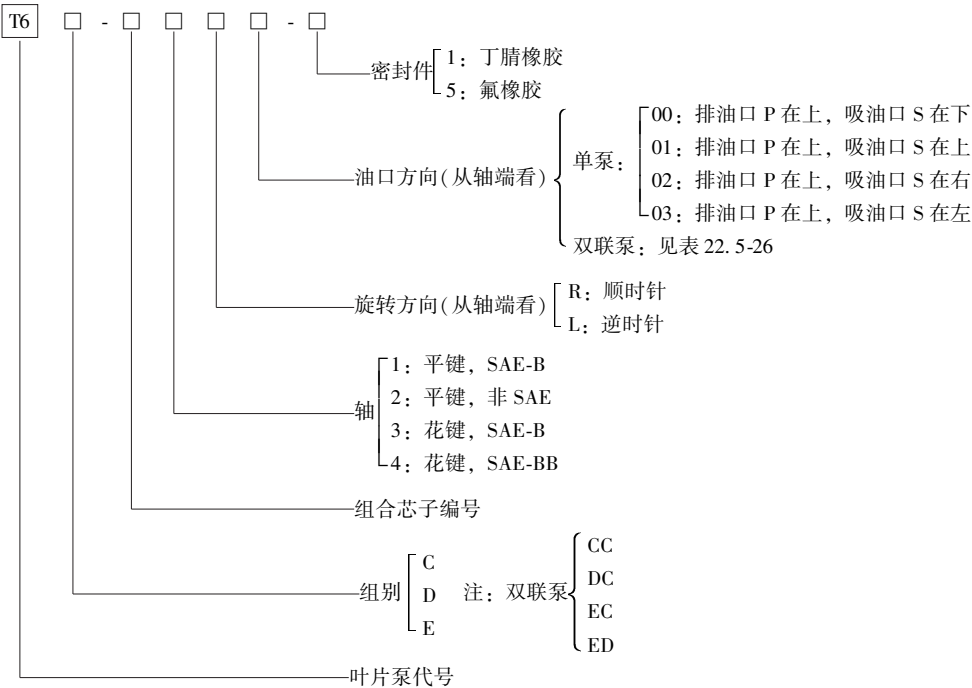 T6 □ - □ □ □ □ - □
密封件
1：丁腈橡胶
5：氟橡胶
油口方向(从轴端看)
单泵：
00：排油口 P 在上，吸油口 S 在下
01：排油口 P 在上，吸油口 S 在上
02：排油口 P 在上，吸油口 S 在右
03：排油口 P 在上，吸油口 S 在左
双联泵：见表 22. 5-26
旋转方向(从轴端看)
R：顺时针
L：逆时针
轴
1：平键，SAE-B
2：平键，非 SAE
3：花键，SAE-B
4：花键，SAE-BB
组合芯子编号
组别
C
D
E
注：双联泵
CC
DC
EC
ED
叶片泵代号